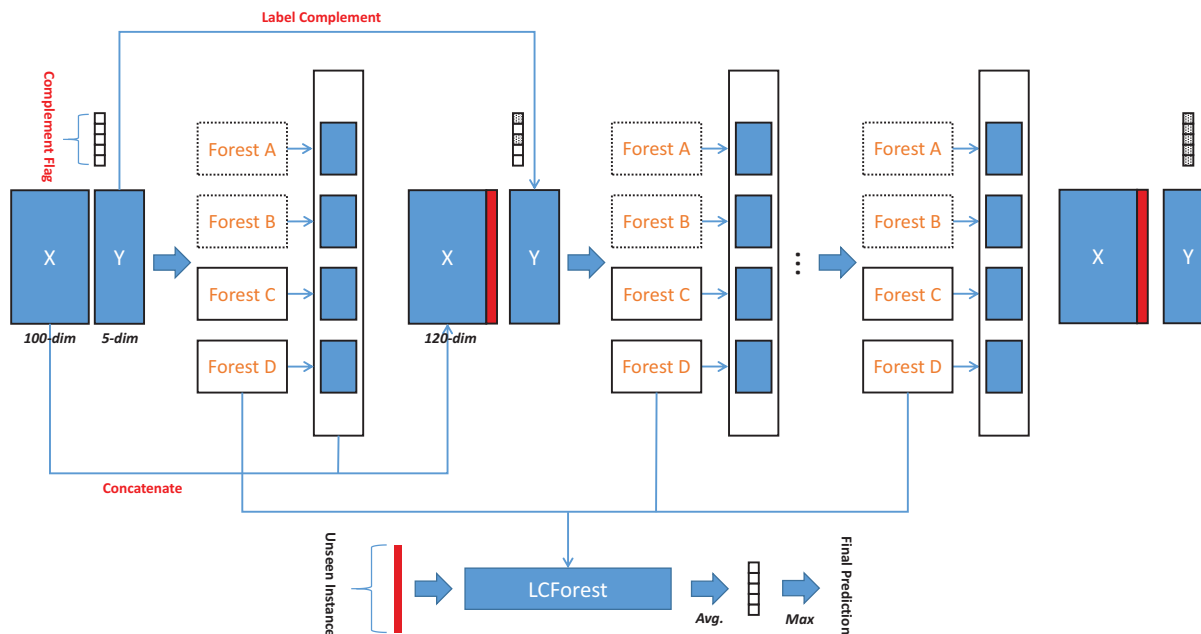 Label Complement
Complement Flag
X
Y
100-dim
5-dim
Forest A
Forest B
Forest C
Forest D
X
Y
120-dim
Forest A
Forest B
Forest C
Forest D
Forest A
Forest B
Forest C
Forest D
X
Y
Concatenate
Unseen Instance
LCForest
Avg.
Max
Final Prediction